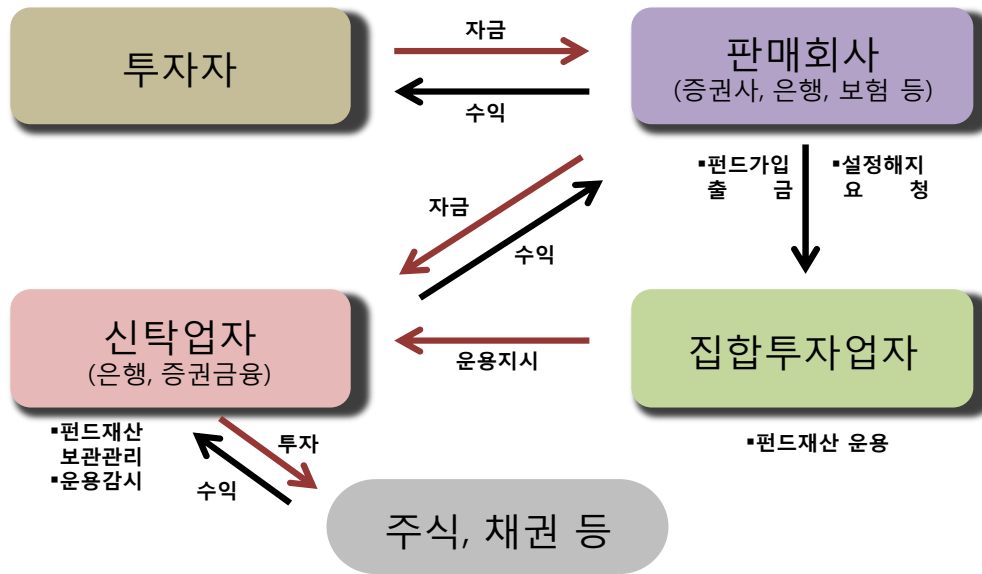 투자자
자금
수익
판매회사
(증권사, 은행, 보험 등)
▪펀드가입
출 금
▪설정해지
요 청
자금
수익
신탁업자
(은행, 증권금융)
운용지시
집합투자업자
▪펀드재산
보관관리
▪운용감시
투자
수익
▪펀드재산 운용
주식, 채권 등